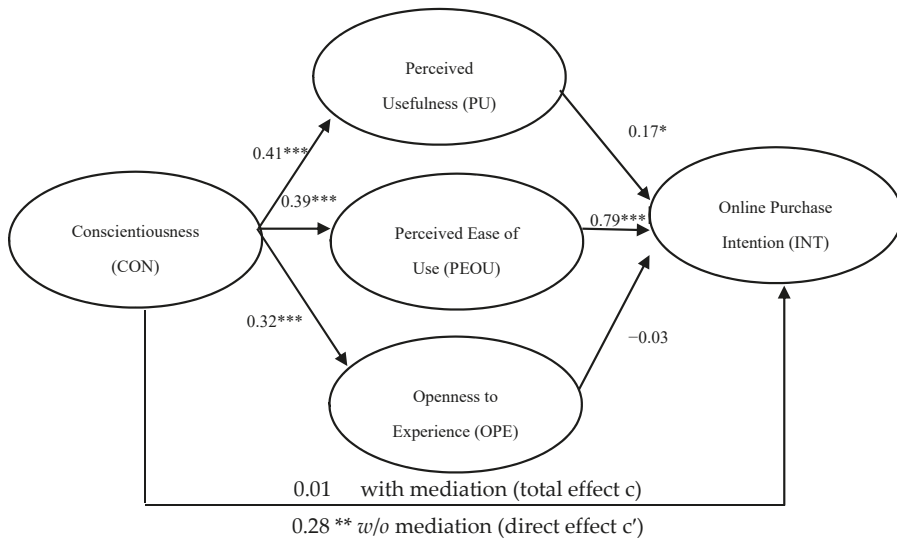 Perceived
Usefulness (PU)
0.17*
0.41***
0.39***
Conscientiousness
(CON)
Perceived Ease of
Use (PEOU)
0.79***
Online Purchase
Intention (INT)
0.32***
−0.03
Openness to
Experience (OPE)
0.01 with mediation (total effect c)
0.28 ** w/o mediation (direct effect c′)